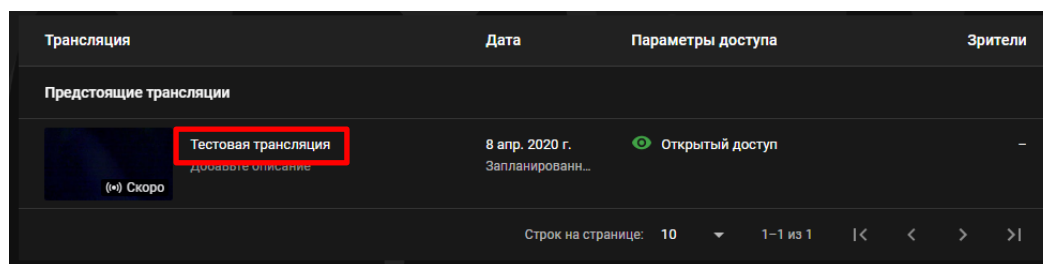 Трансляция Дата Параметры доступа Зрители
Предстоящие трансляции
Тестовая трансляция 8 апр. 2020 г. Открытый доступ –
Добавьте описание Запланированн...
Скоро
Строк на странице: 10 1–1 из 1